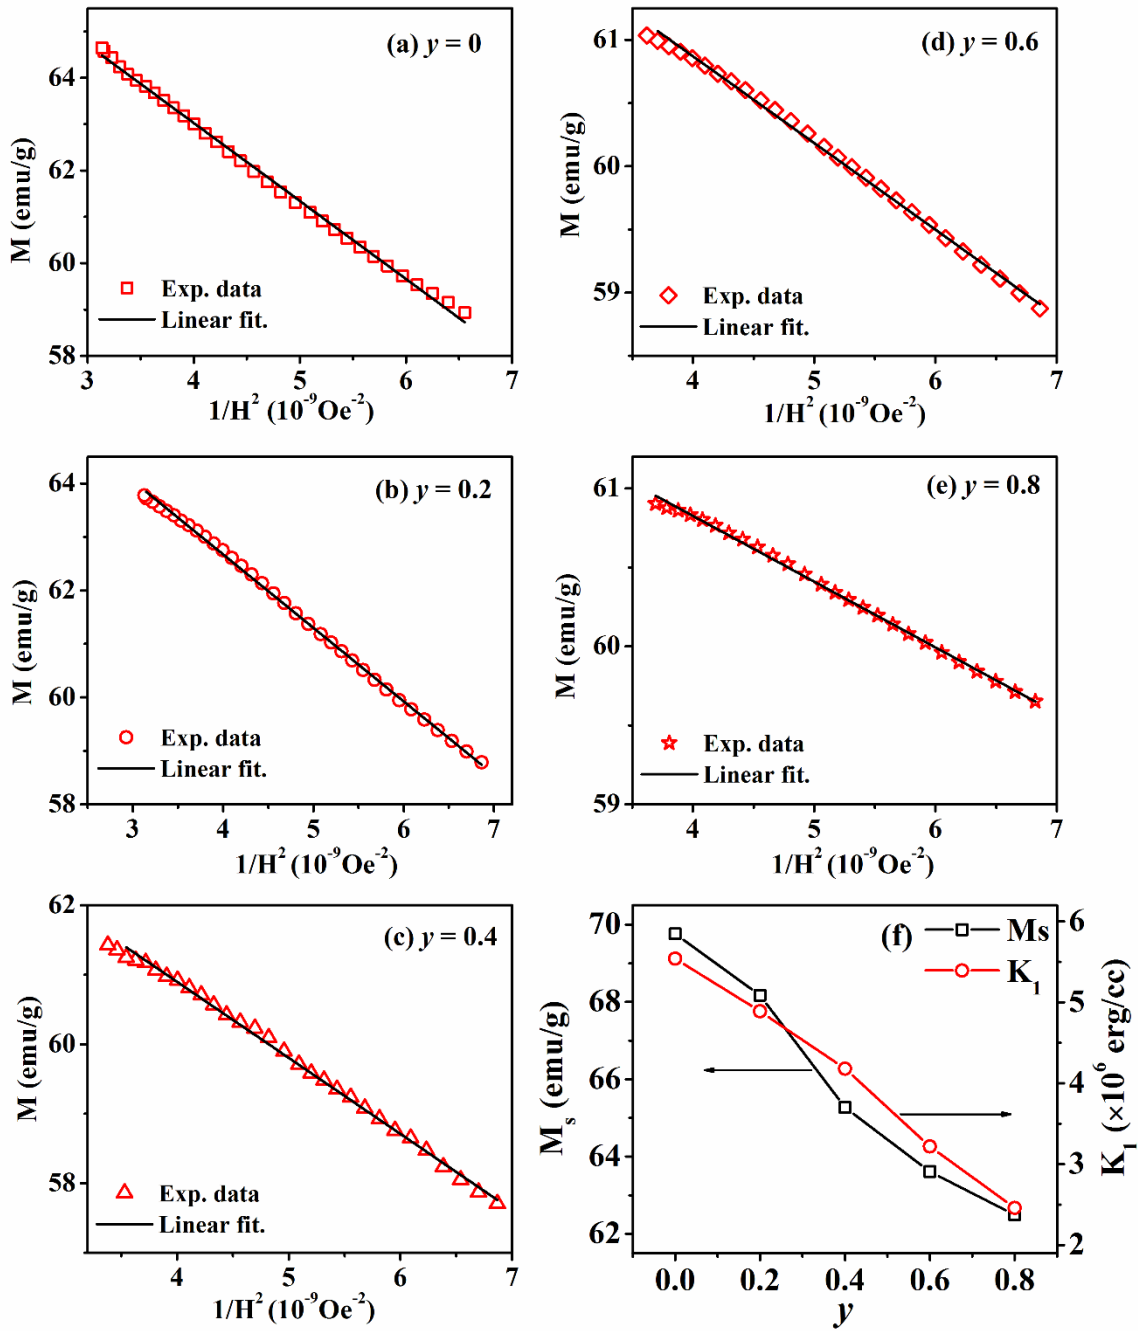 (a) y = 0
64
62
60
58
M (emu/g)
Exp. data
Linear fit.
3 4 5 6 7
1/H² (10⁻⁹Oe⁻²)
(d) y = 0.6
61
60
59
M (emu/g)
Exp. data
Linear fit.
4 5 6 7
1/H² (10⁻⁹Oe⁻²)
(b) y = 0.2
64
62
60
58
M (emu/g)
Exp. data
Linear fit.
3 4 5 6 7
1/H² (10⁻⁹Oe⁻²)
(e) y = 0.8
61
60
59
M (emu/g)
Exp. data
Linear fit.
4 5 6 7
1/H² (10⁻⁹Oe⁻²)
(c) y = 0.4
62
60
58
M (emu/g)
Exp. data
Linear fit.
4 5 6 7
1/H² (10⁻⁹Oe⁻²)
(f)
Ms
K₁
70
68
66
64
62
Mₛ (emu/g)
6
5
4
3
2
K₁ (×10⁶ erg/cc)
0.0 0.2 0.4 0.6 0.8
y